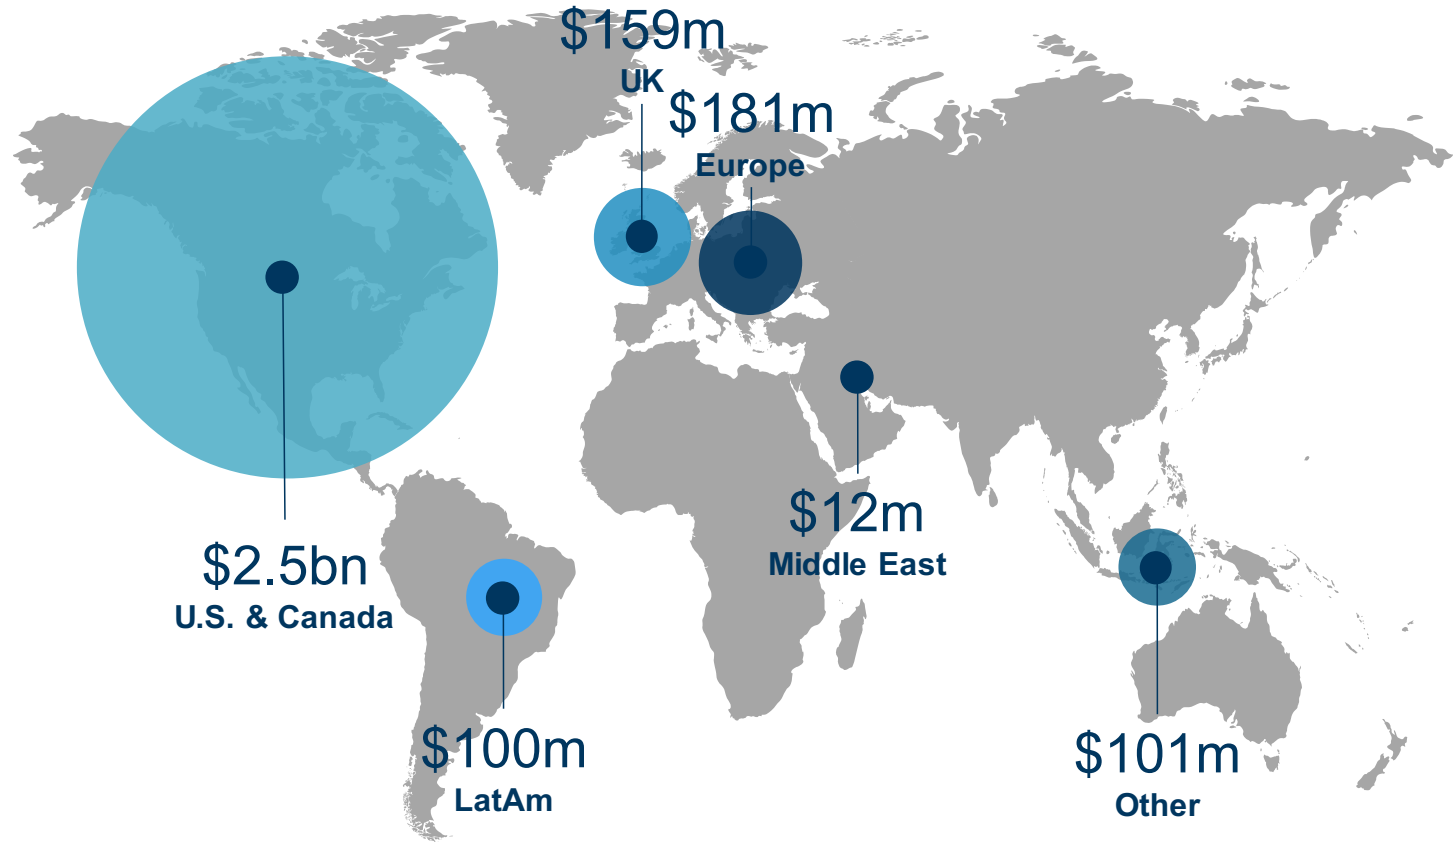 $159m
UK
$181m
Europe
$12m
Middle East
$2.5bn
U.S. & Canada
$100m
LatAm
$101m
Other